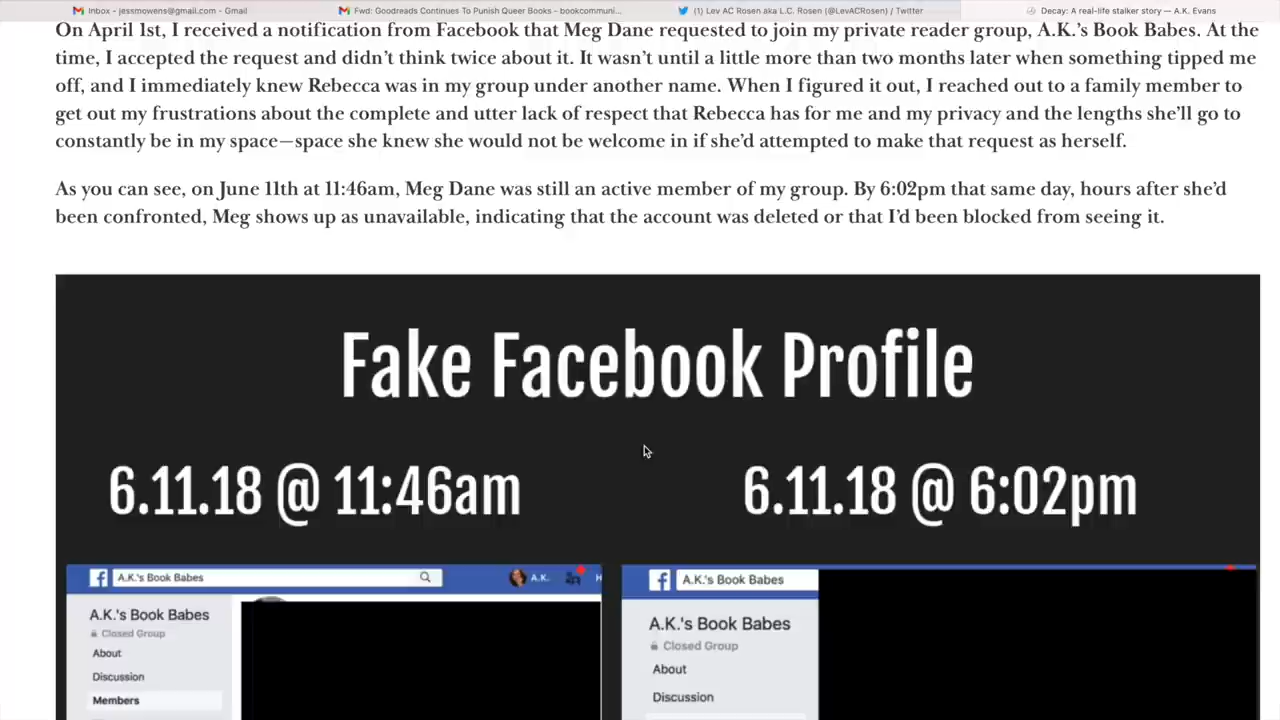 Inbox - jessmowens@gmail.com - Gmail
Fwd: Goodreads Continues To Punish Queer Books - bookcommuni...
(1) Lev AC Rosen aka L.C. Rosen (@LevACRosen) / Twitter
Decay: A real-life stalker story — A.K. Evans
On April 1st, I received a notification from Facebook that Meg Dane requested to join my private reader group, A.K.’s Book Babes. At the
time, I accepted the request and didn’t think twice about it. It wasn’t until a little more than two months later when something tipped me
off, and I immediately knew Rebecca was in my group under another name. When I figured it out, I reached out to a family member to
get out my frustrations about the complete and utter lack of respect that Rebecca has for me and my privacy and the lengths she’ll go to
constantly be in my space—space she knew she would not be welcome in if she’d attempted to make that request as herself.
As you can see, on June 11th at 11:46am, Meg Dane was still an active member of my group. By 6:02pm that same day, hours after she’d
been confronted, Meg shows up as unavailable, indicating that the account was deleted or that I’d been blocked from seeing it.
Fake Facebook Profile
6.11.18 @ 11:46am
6.11.18 @ 6:02pm
A.K.'s Book Babes
A.K.
H
A.K.'s Book Babes
Closed Group
About
Discussion
Members
A.K.'s Book Babes
A.K.'s Book Babes
Closed Group
About
Discussion